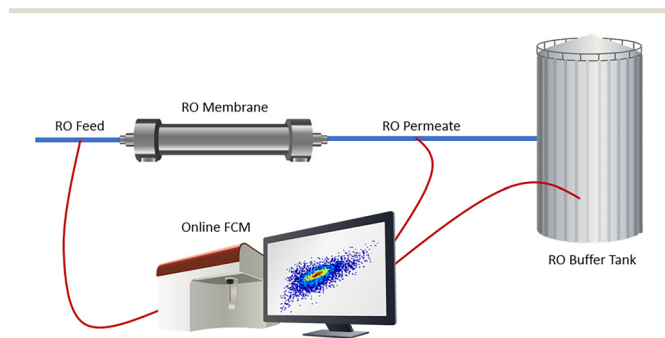 RO Membrane
RO Feed
RO Permeate
Online FCM
RO Buffer Tank